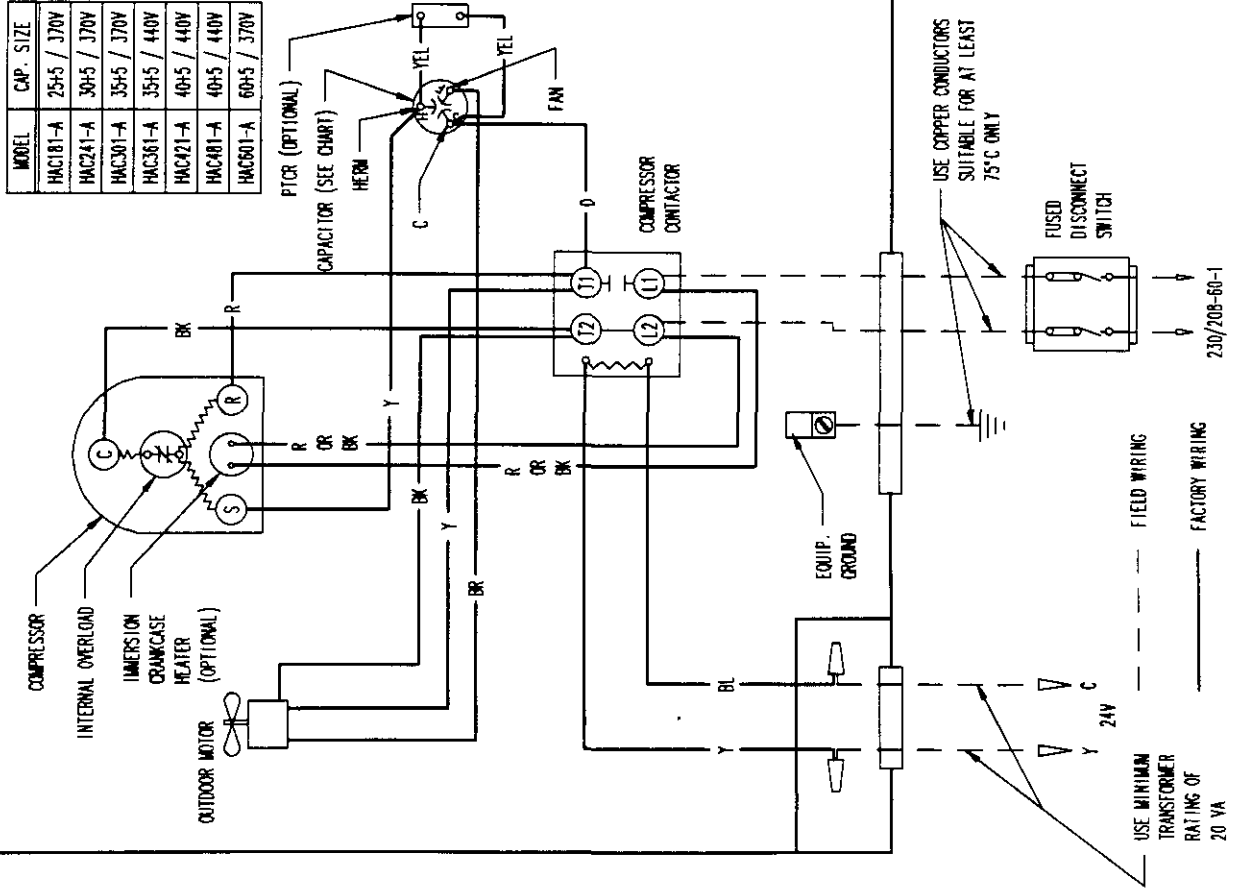 MODEL CAP. SIZE
HAC181-A 25+5 / 370V
HAC241-A 30+5 / 370V
HAC301-A 35+5 / 370V
HAC361-A 35+5 / 440V
HAC421-A 40+5 / 440V
HAC481-A 40+5 / 440V
HAC601-A 60+5 / 370V
COMPRESSOR
INTERNAL OVERLOAD
IMMERSION
CRANKCASE
HEATER
(OPTIONAL)
OUTDOOR MOTOR
C
S
R
BK
R
Y
R OR BK
R OR BK
BK
Y
BR
PTCR (OPTIONAL)
CAPACITOR (SEE CHART)
HERM
C
FAN
YEL
YEL
O
T2
T1
L2
L1
COMPRESSOR
CONTACTOR
EQUIP.
GROUND
BL
Y
C
24V
Y
USE MINIMUM
TRANSFORMER
RATING OF
20 VA
FIELD WIRING
FACTORY WIRING
USE COPPER CONDUCTORS
SUITABLE FOR AT LEAST
75°C ONLY
FUSED
DISCONNECT
SWITCH
230/208-60-1